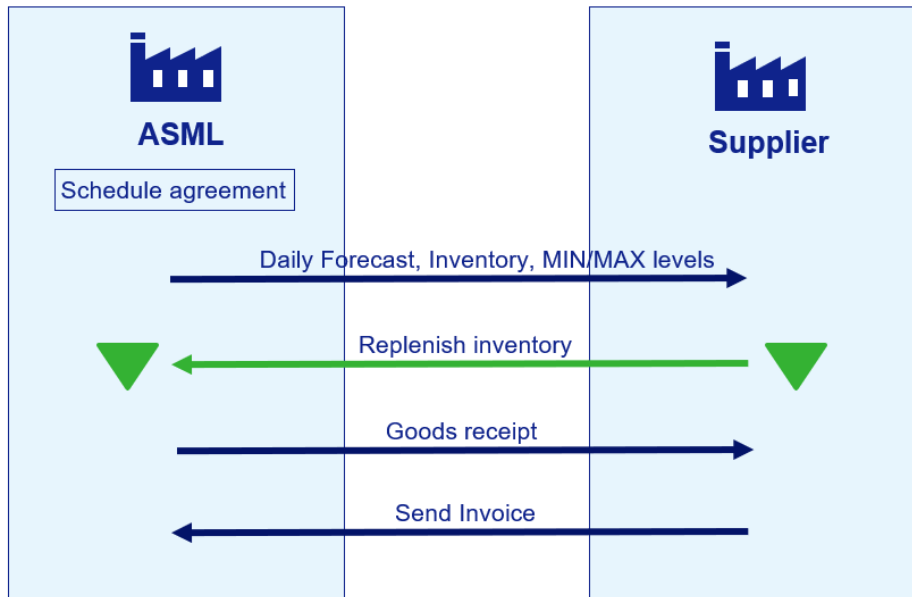 ASML
Supplier
Schedule agreement
Daily Forecast, Inventory, MIN/MAX levels
Replenish inventory
Goods receipt
Send Invoice